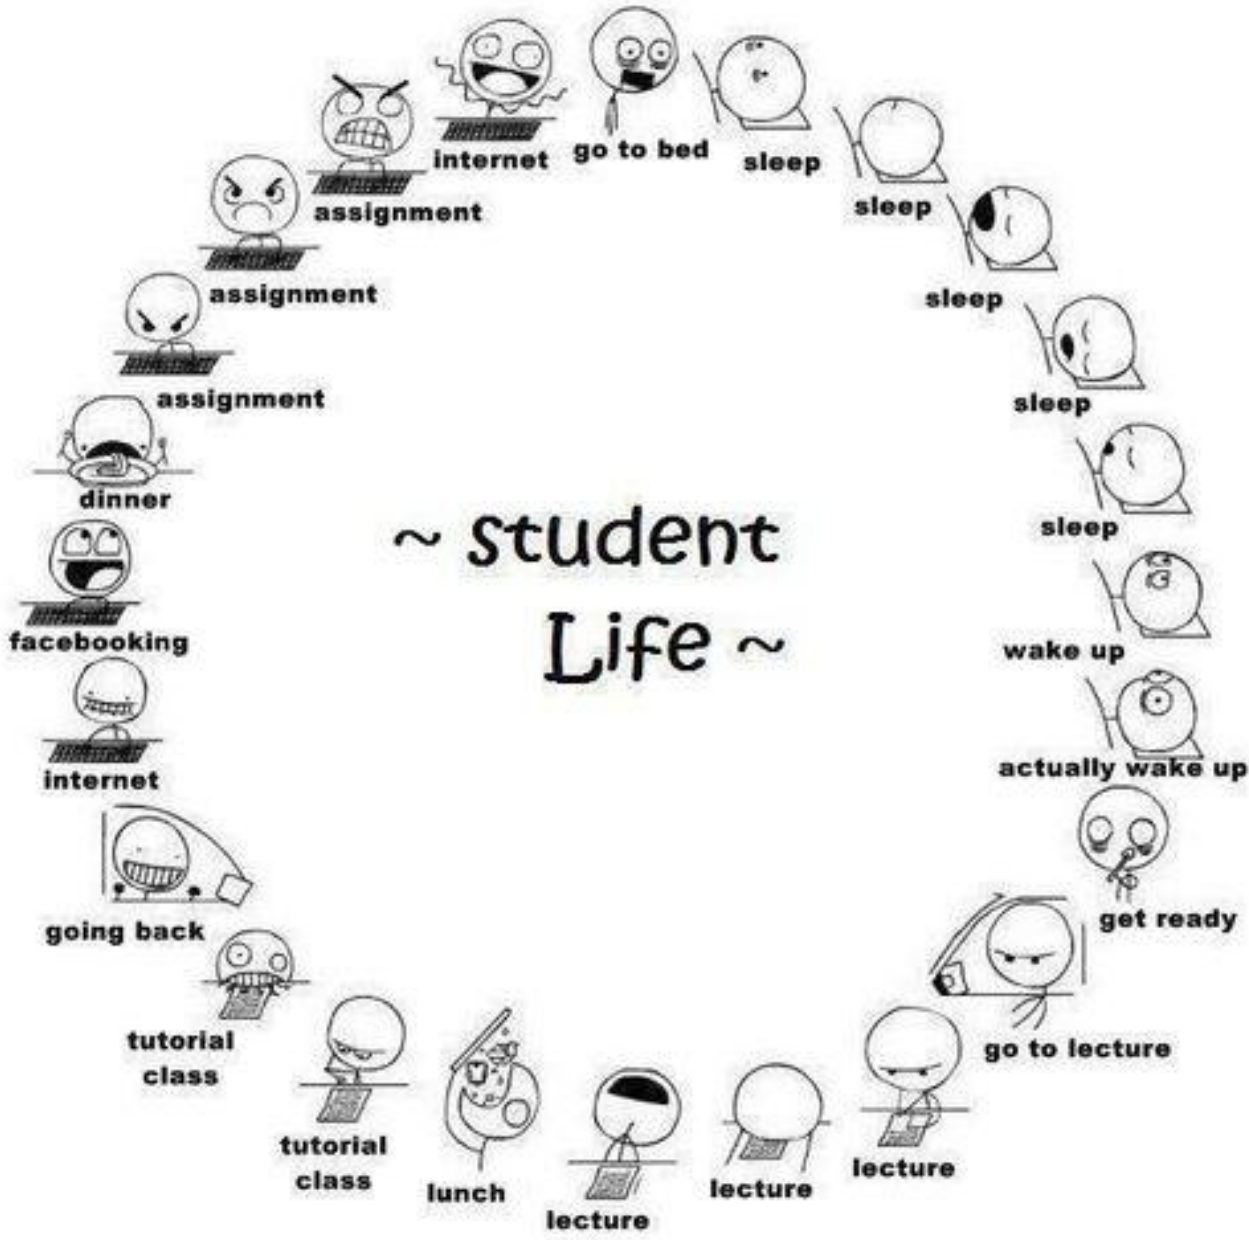 go to bed
sleep
sleep
sleep
sleep
sleep
wake up
actually wake up
get ready
go to lecture
lecture
lecture
lecture
lunch
tutorial
class
tutorial
class
going back
internet
facebooking
dinner
assignment
assignment
assignment
internet
~ student
Life ~